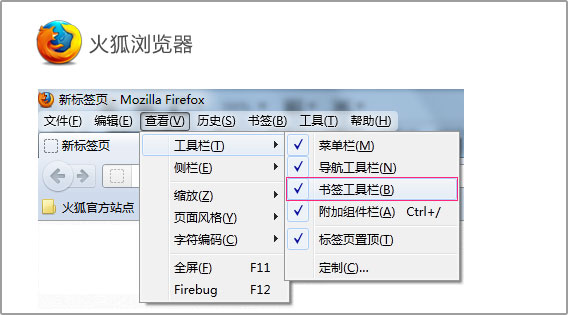 火狐浏览器
新标签页 - Mozilla Firefox
文件(F) 编辑(E) 查看(V) 历史(S) 书签(B) 工具(T) 帮助(H)
新标签页
火狐官方站点
工具栏(T)
侧栏(E)
缩放(Z)
页面风格(Y)
字符编码(C)
全屏(F) F11
Firebug F12
菜单栏(M)
导航工具栏(N)
书签工具栏(B)
附加组件栏(A) Ctrl+/
标签页置顶(T)
定制(C)...